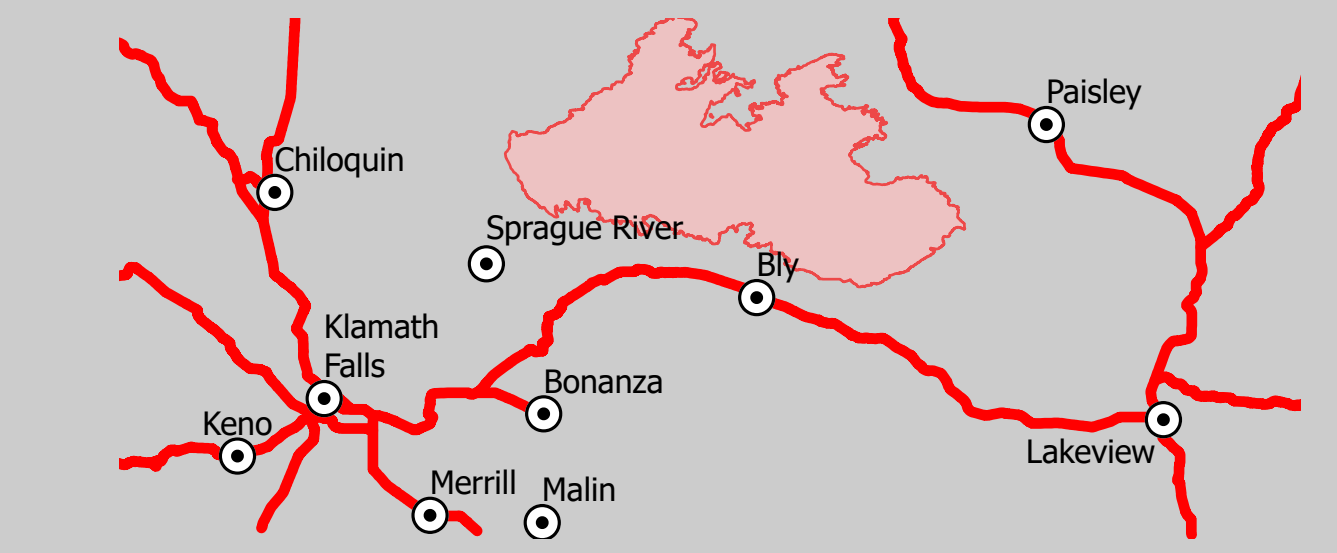 Paisley
Chiloquin
Sprague River
Bly
Klamath
Falls
Bonanza
Keno
Lakeview
Merrill
Malin